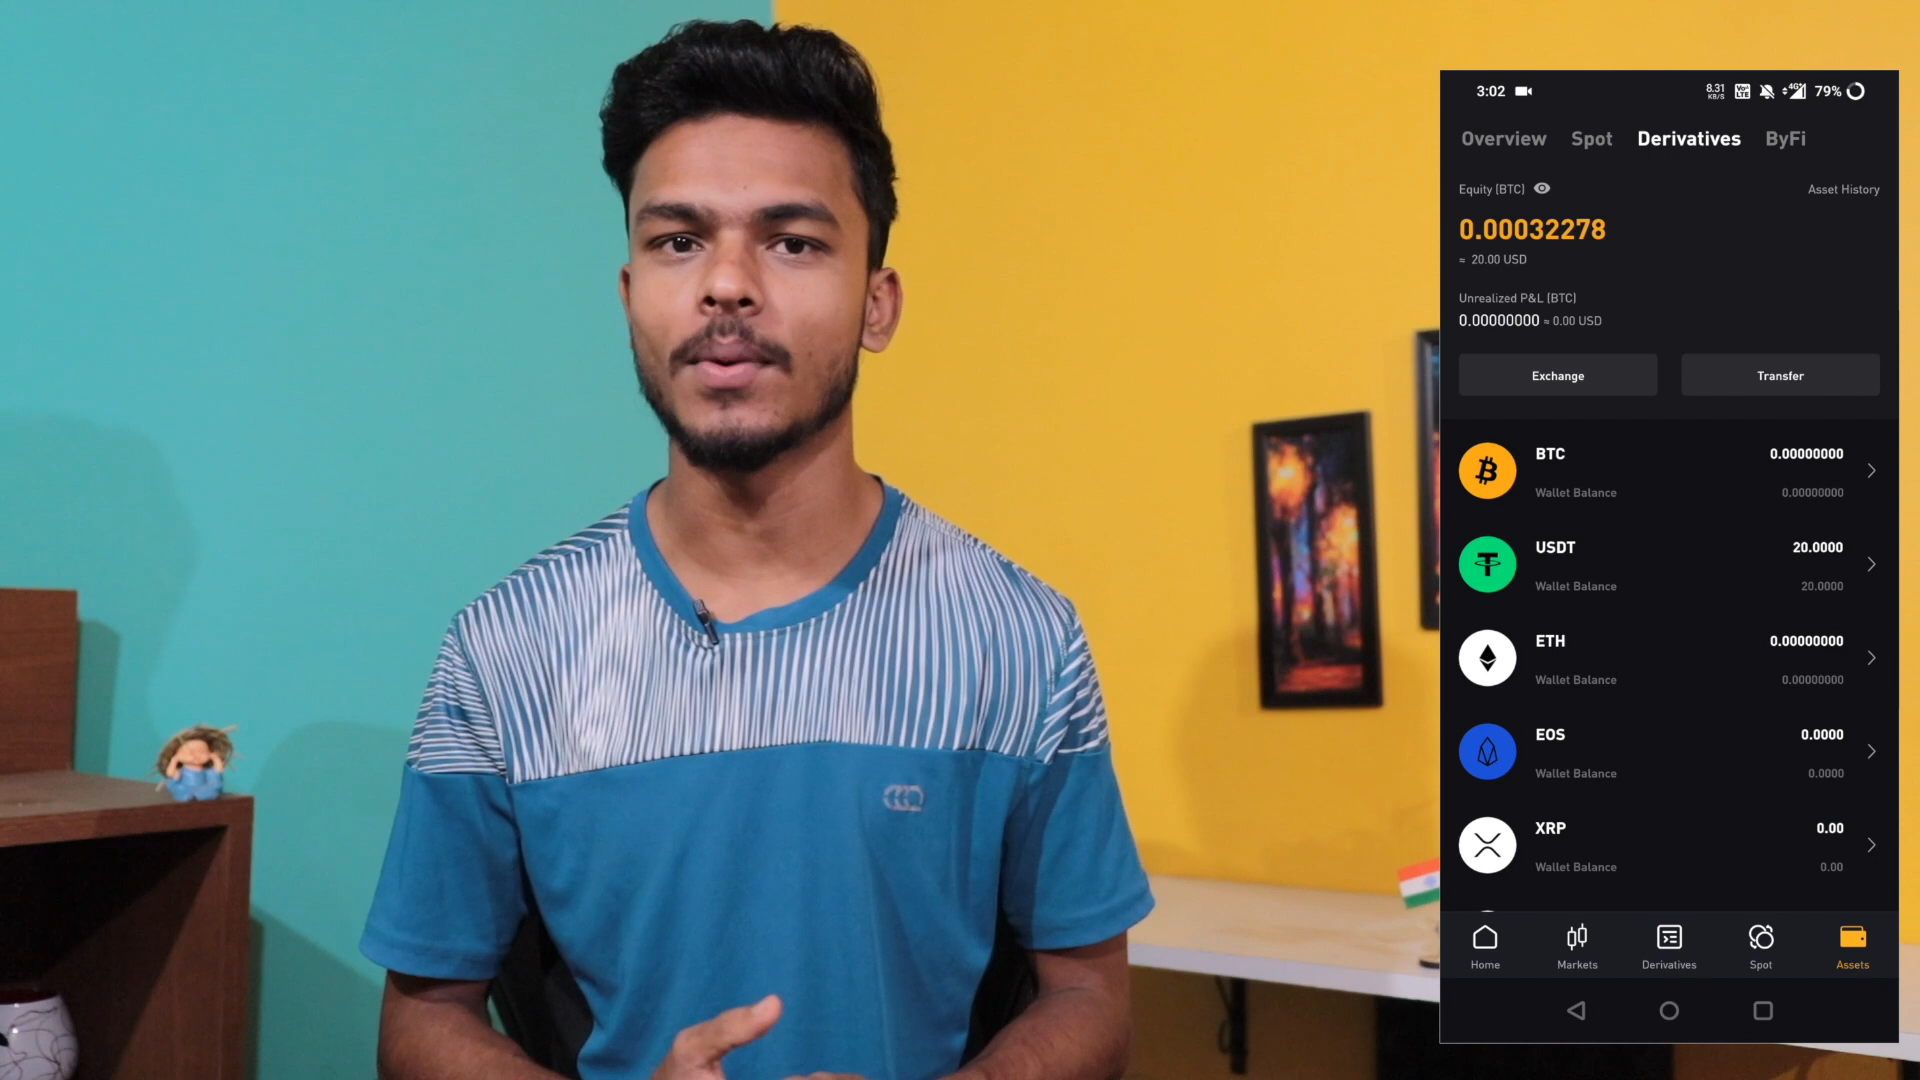 3:02
8.31 KB/S
Vo LTE
4G+
79%
Overview Spot Derivatives ByFi
Equity (BTC)
Asset History
0.00032278
≈ 20.00 USD
Unrealized P&L (BTC)
0.00000000 ≈ 0.00 USD
Exchange
Transfer
BTC 0.00000000
Wallet Balance 0.00000000
USDT 20.0000
Wallet Balance 20.0000
ETH 0.00000000
Wallet Balance 0.00000000
EOS 0.0000
Wallet Balance 0.0000
XRP 0.00
Wallet Balance 0.00
Home Markets Derivatives Spot Assets